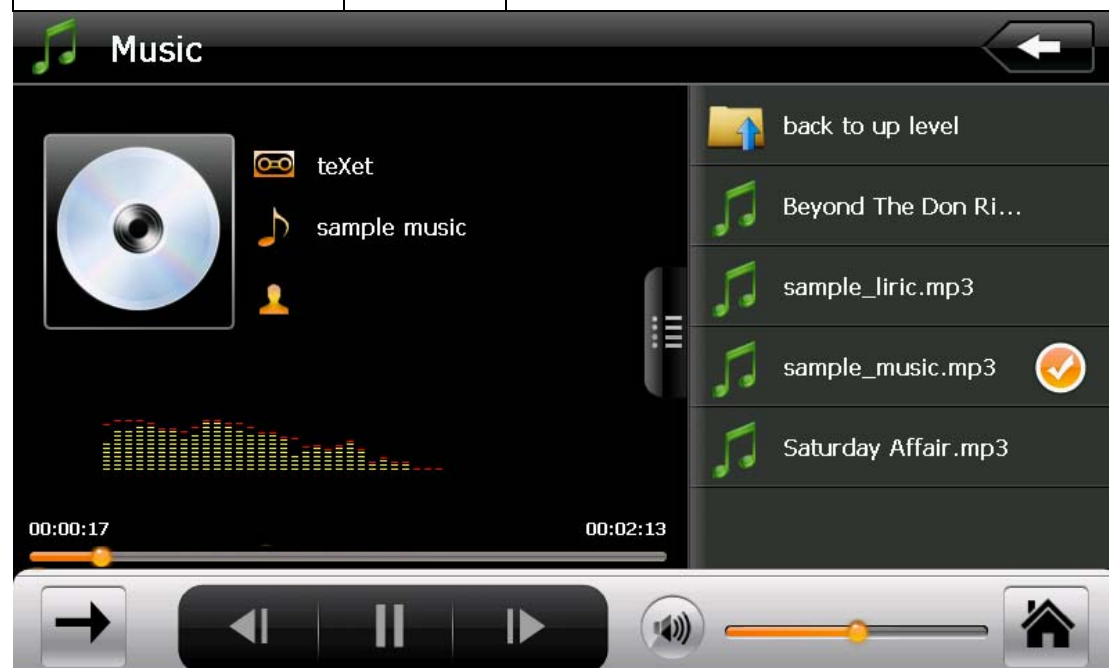 Music
teXet
sample music
00:00:17
00:02:13
back to up level
Beyond The Don Ri...
sample_liric.mp3
sample_music.mp3
Saturday Affair.mp3